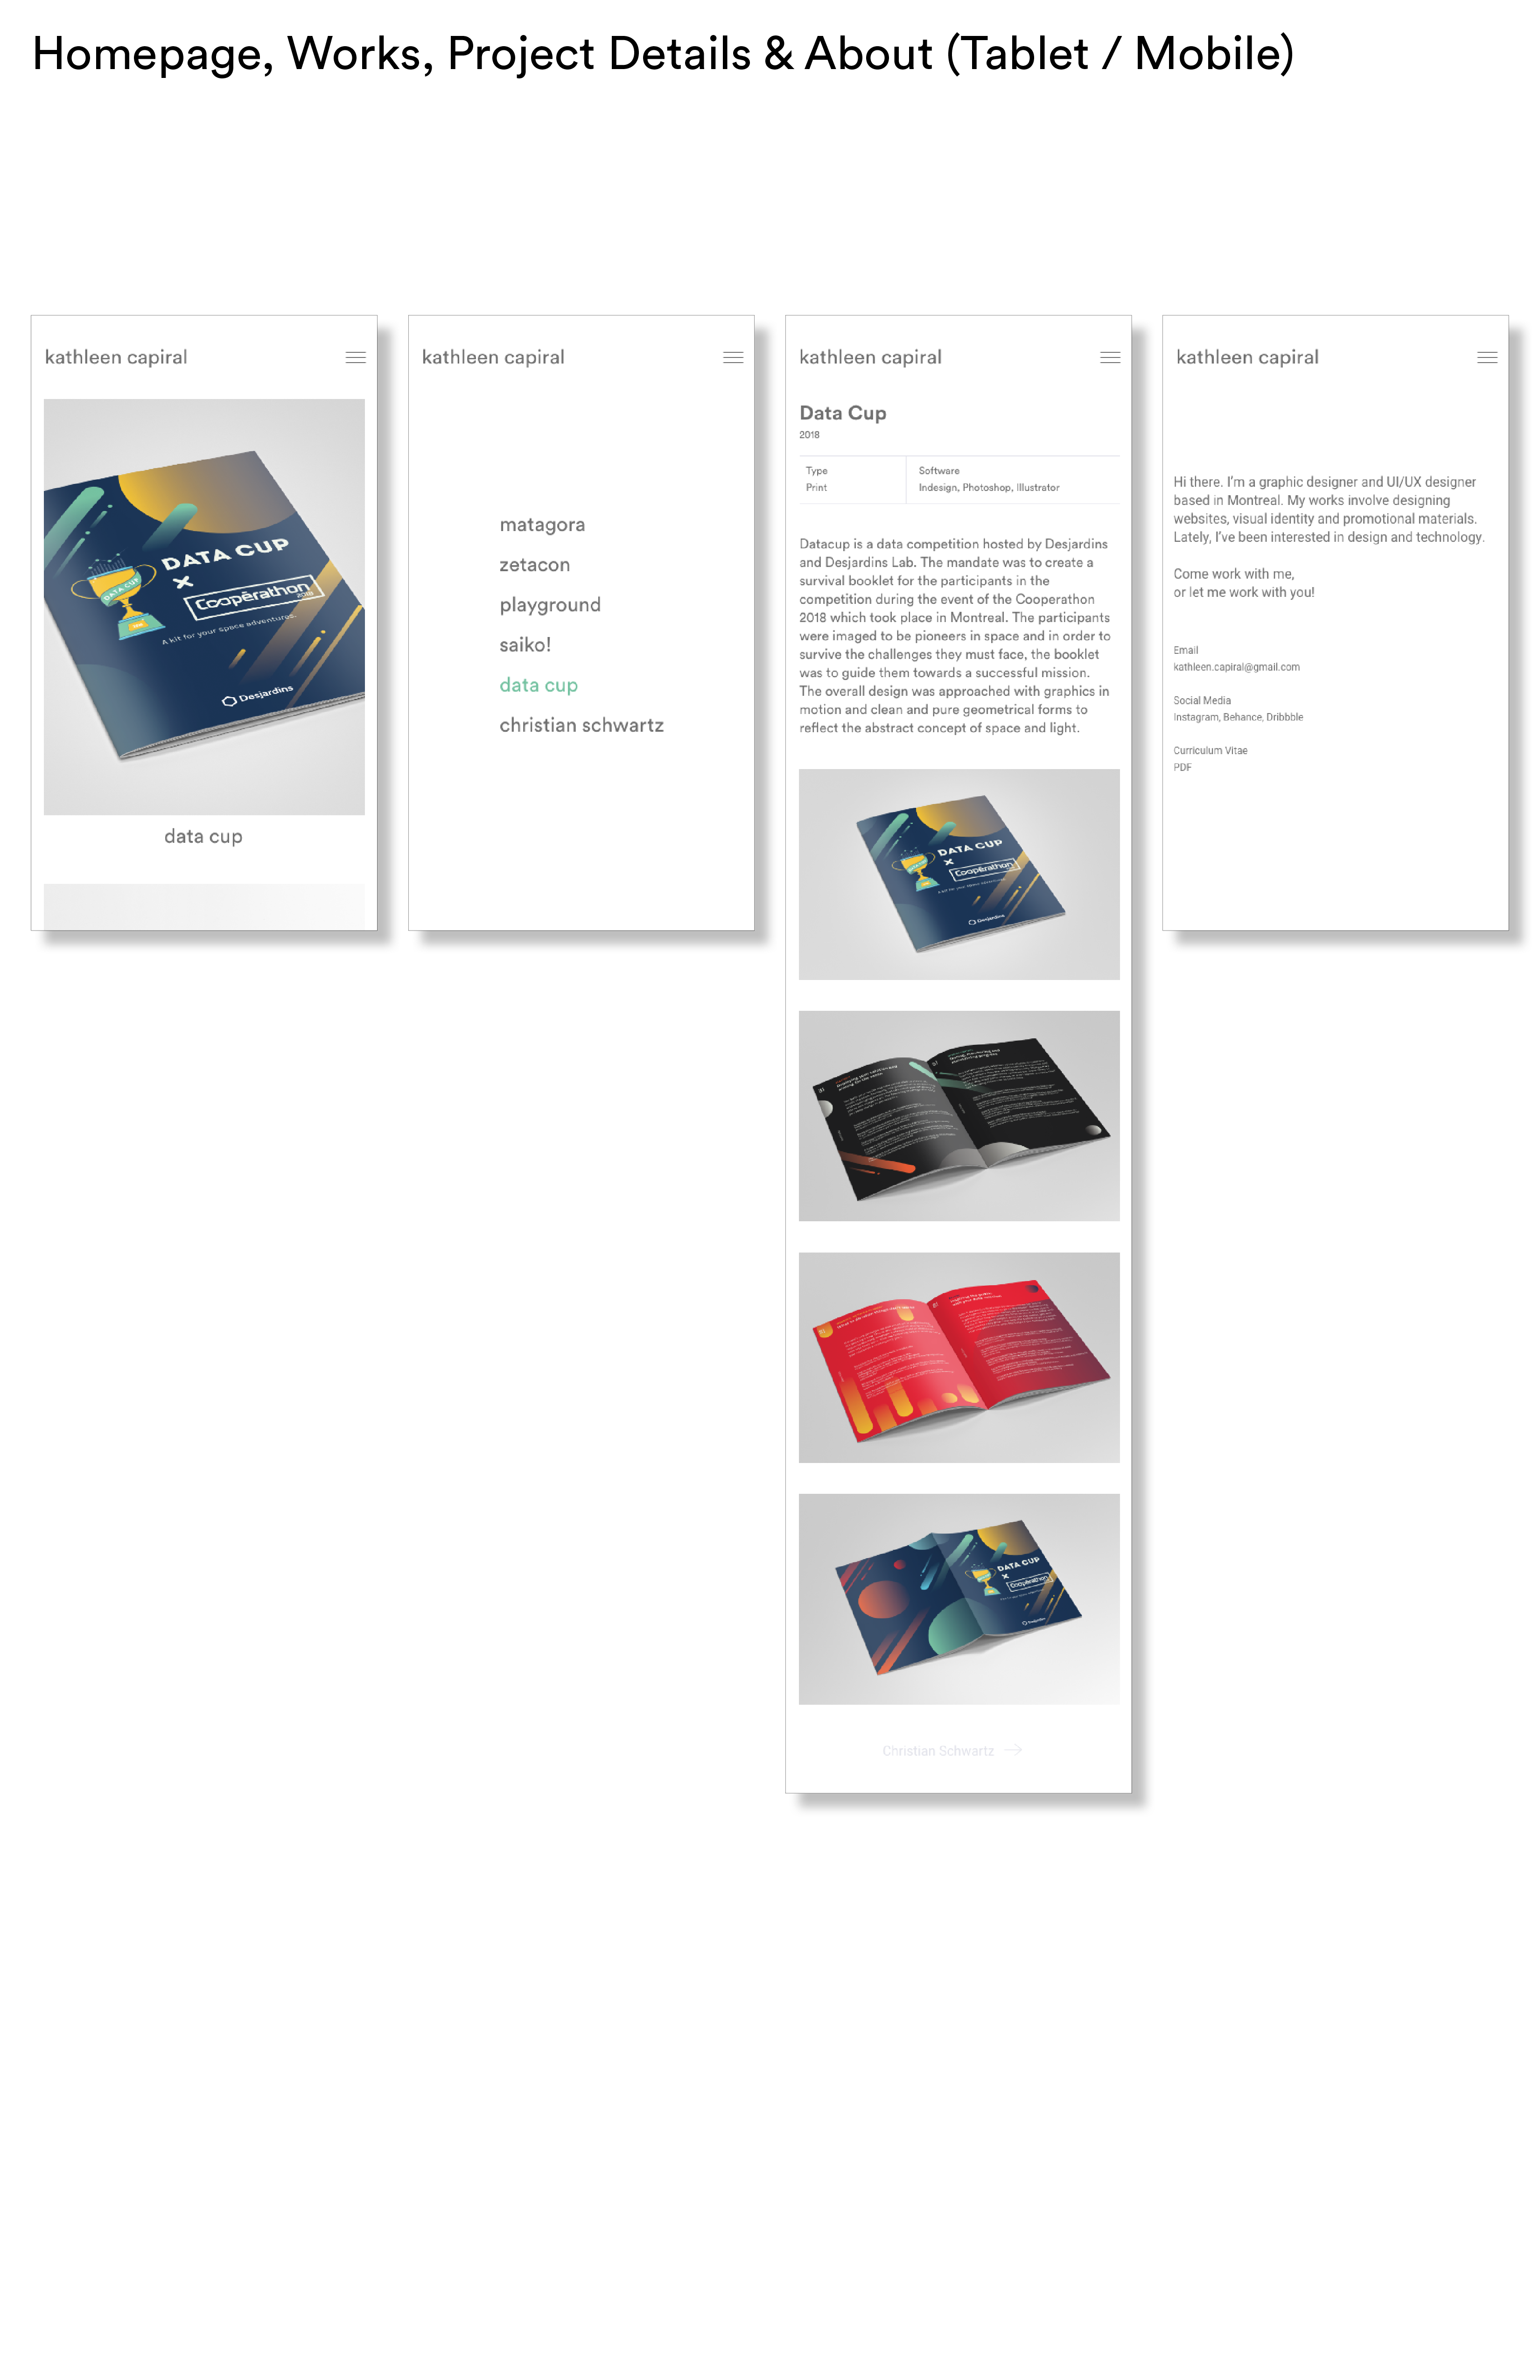 Homepage, Works, Project Details & About (Tablet / Mobile)
kathleen capiral
DATA CUP
DATA CUP
×
Coopérathon
2018
A kit for your space adventures.
Desjardins
data cup
kathleen capiral
matagora
zetacon
playground
saiko!
data cup
christian schwartz
kathleen capiral
Data Cup
2018
Type
Print
Software
Indesign, Photoshop, Illustrator
Datacup is a data competition hosted by Desjardins
and Desjardins Lab. The mandate was to create a
survival booklet for the participants in the
competition during the event of the Cooperathon
2018 which took place in Montreal. The participants
were imaged to be pioneers in space and in order to
survive the challenges they must face, the booklet
was to guide them towards a successful mission.
The overall design was approached with graphics in
motion and clean and pure geometrical forms to
reflect the abstract concept of space and light.
DATA CUP
DATA CUP
×
Coopérathon
Desjardins
DATA CUP
×
Coopérathon
Desjardins
Christian Schwartz →
kathleen capiral
Hi there. I'm a graphic designer and UI/UX designer
based in Montreal. My works involve designing
websites, visual identity and promotional materials.
Lately, I've been interested in design and technology.
Come work with me,
or let me work with you!
Email
kathleen.capiral@gmail.com
Social Media
Instagram, Behance, Dribbble
Curriculum Vitae
PDF